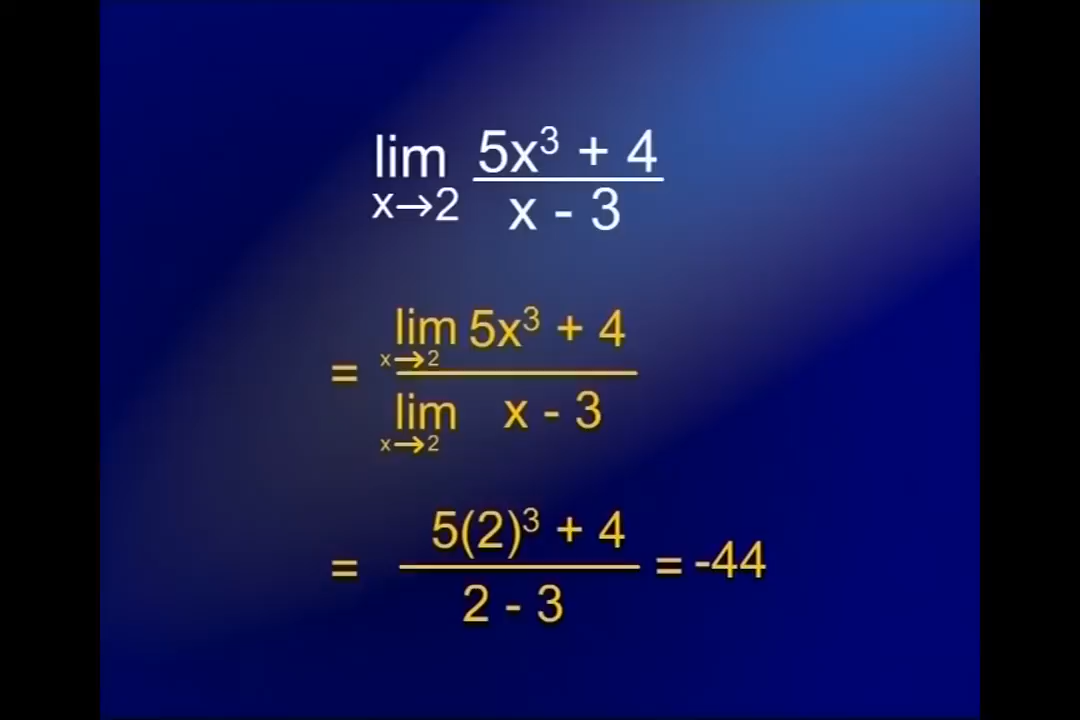 lim 5x³ + 4
x→2 x - 3
lim 5x³ + 4
x→2
=
lim x - 3
x→2
5(2)³ + 4
= = -44
2 - 3